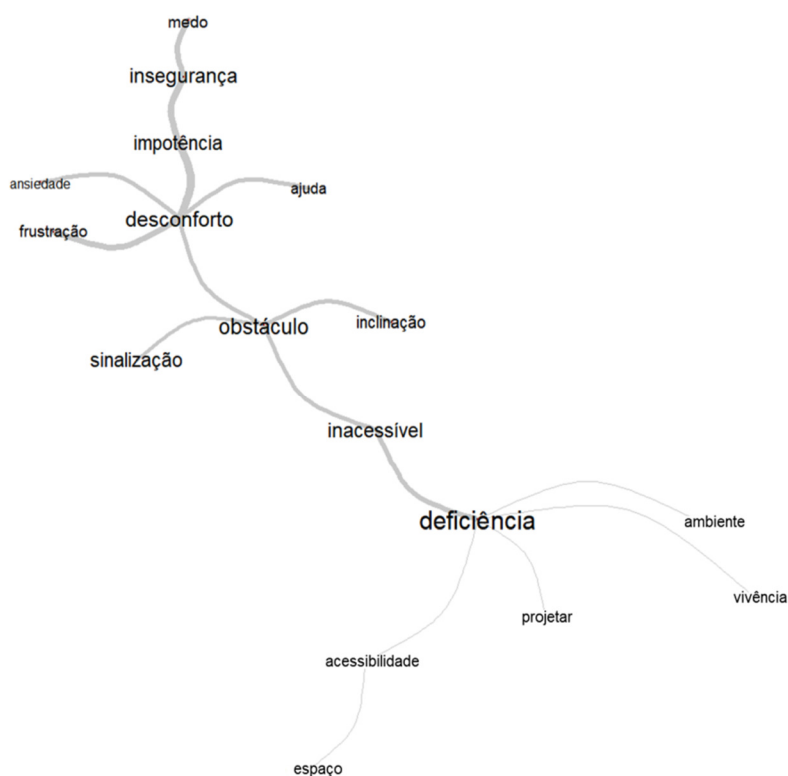 medo
insegurança
impotência
ansiedade
ajuda
desconforto
frustração
obstáculo
inclinação
sinalização
inacessível
deficiência
ambiente
vivência
projetar
acessibilidade
espaço